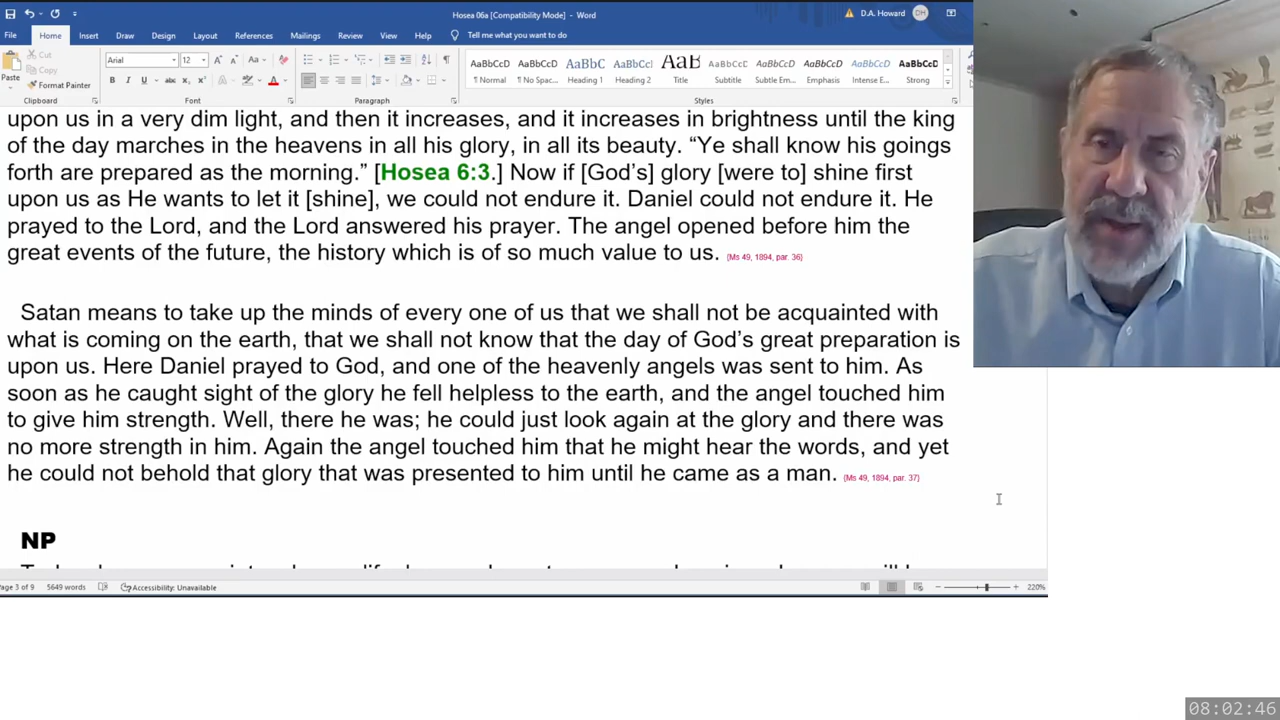 Hosea 06a [Compatibility Mode] - Word
D.A. Howard DH
File Home Insert Draw Design Layout References Mailings Review View Help Tell me what you want to do
Cut
Copy
Paste
Format Painter
Arial 12
AaBbCcD AaBbCcD AaBbC AaBbCcl AaB AaBbCcD AaBbCcD AaBbCcD AaBbCcD AaBbCcD
¶ Normal ¶ No Spac... Heading 1 Heading 2 Title Subtitle Subtle Em... Emphasis Intense E... Strong
Clipboard Font Paragraph Styles
upon us in a very dim light, and then it increases, and it increases in brightness until the king
of the day marches in the heavens in all his glory, in all its beauty. “Ye shall know his goings
forth are prepared as the morning.” [Hosea 6:3.] Now if [God’s] glory [were to] shine first
upon us as He wants to let it [shine], we could not endure it. Daniel could not endure it. He
prayed to the Lord, and the Lord answered his prayer. The angel opened before him the
great events of the future, the history which is of so much value to us. {Ms 49, 1894, par. 36}
Satan means to take up the minds of every one of us that we shall not be acquainted with
what is coming on the earth, that we shall not know that the day of God’s great preparation is
upon us. Here Daniel prayed to God, and one of the heavenly angels was sent to him. As
soon as he caught sight of the glory he fell helpless to the earth, and the angel touched him
to give him strength. Well, there he was; he could just look again at the glory and there was
no more strength in him. Again the angel touched him that he might hear the words, and yet
he could not behold that glory that was presented to him until he came as a man. {Ms 49, 1894, par. 37}
NP
Page 3 of 9 5649 words Accessibility: Unavailable 220%
08:02:46